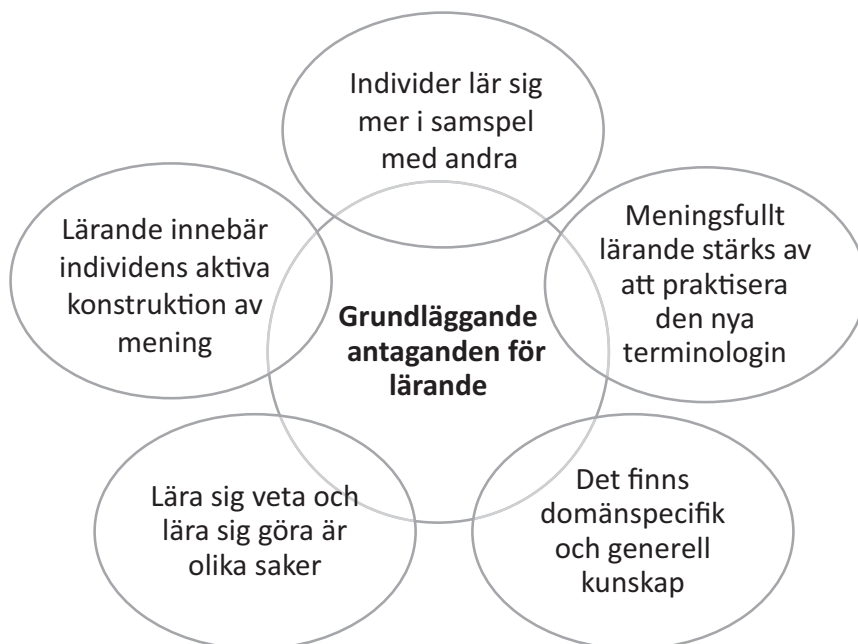 Individer lär sig
mer i samspel
med andra
Lärande innebär
individens aktiva
konstruktion av
mening
Meningsfullt
lärande stärks av
att praktisera
den nya
terminologin
Grundläggande
antaganden för
lärande
Lära sig veta och
lära sig göra är
olika saker
Det finns
domänspecifik
och generell
kunskap